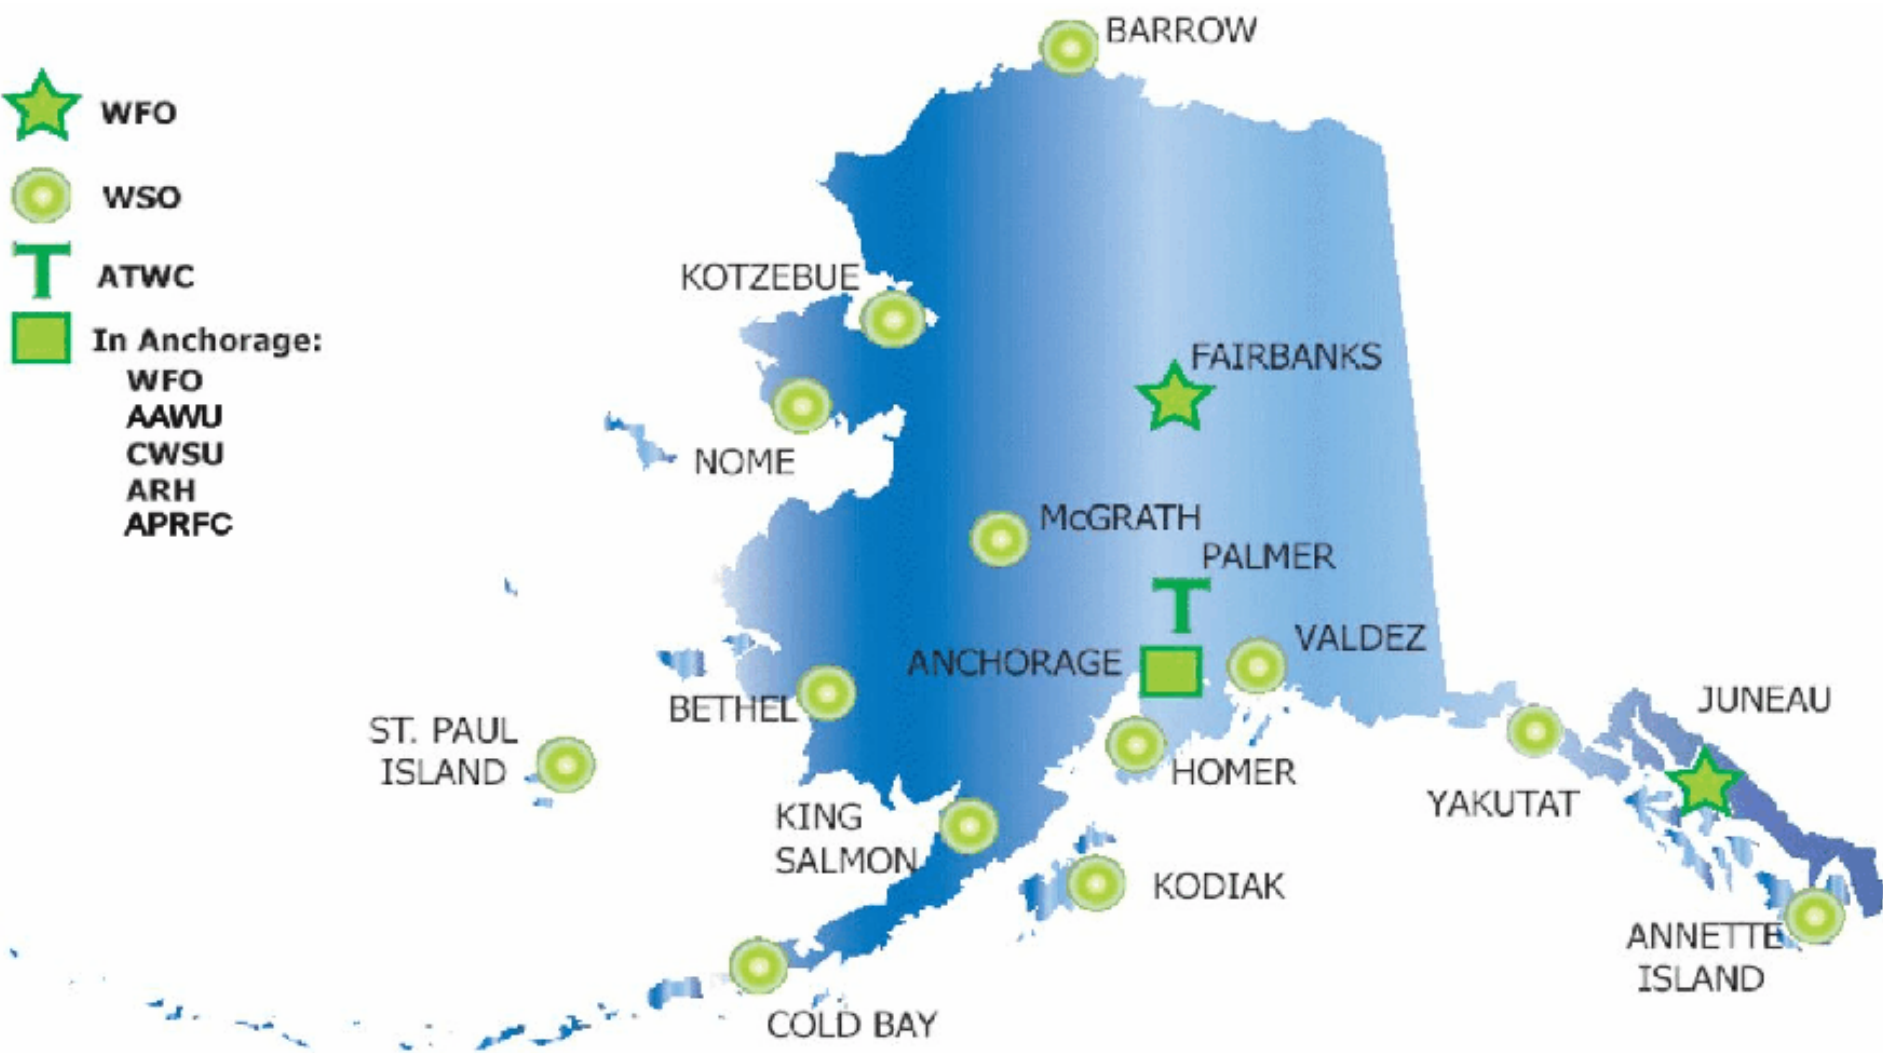 BARROW
WFO
WSO
ATWC
In Anchorage:
WFO
AAWU
CWSU
ARH
APRFC
KOTZEBUE
FAIRBANKS
NOME
McGRATH
PALMER
VALDEZ
ANCHORAGE
JUNEAU
BETHEL
ST. PAUL
ISLAND
HOMER
YAKUTAT
KING
SALMON
KODIAK
ANNETTE
ISLAND
COLD BAY